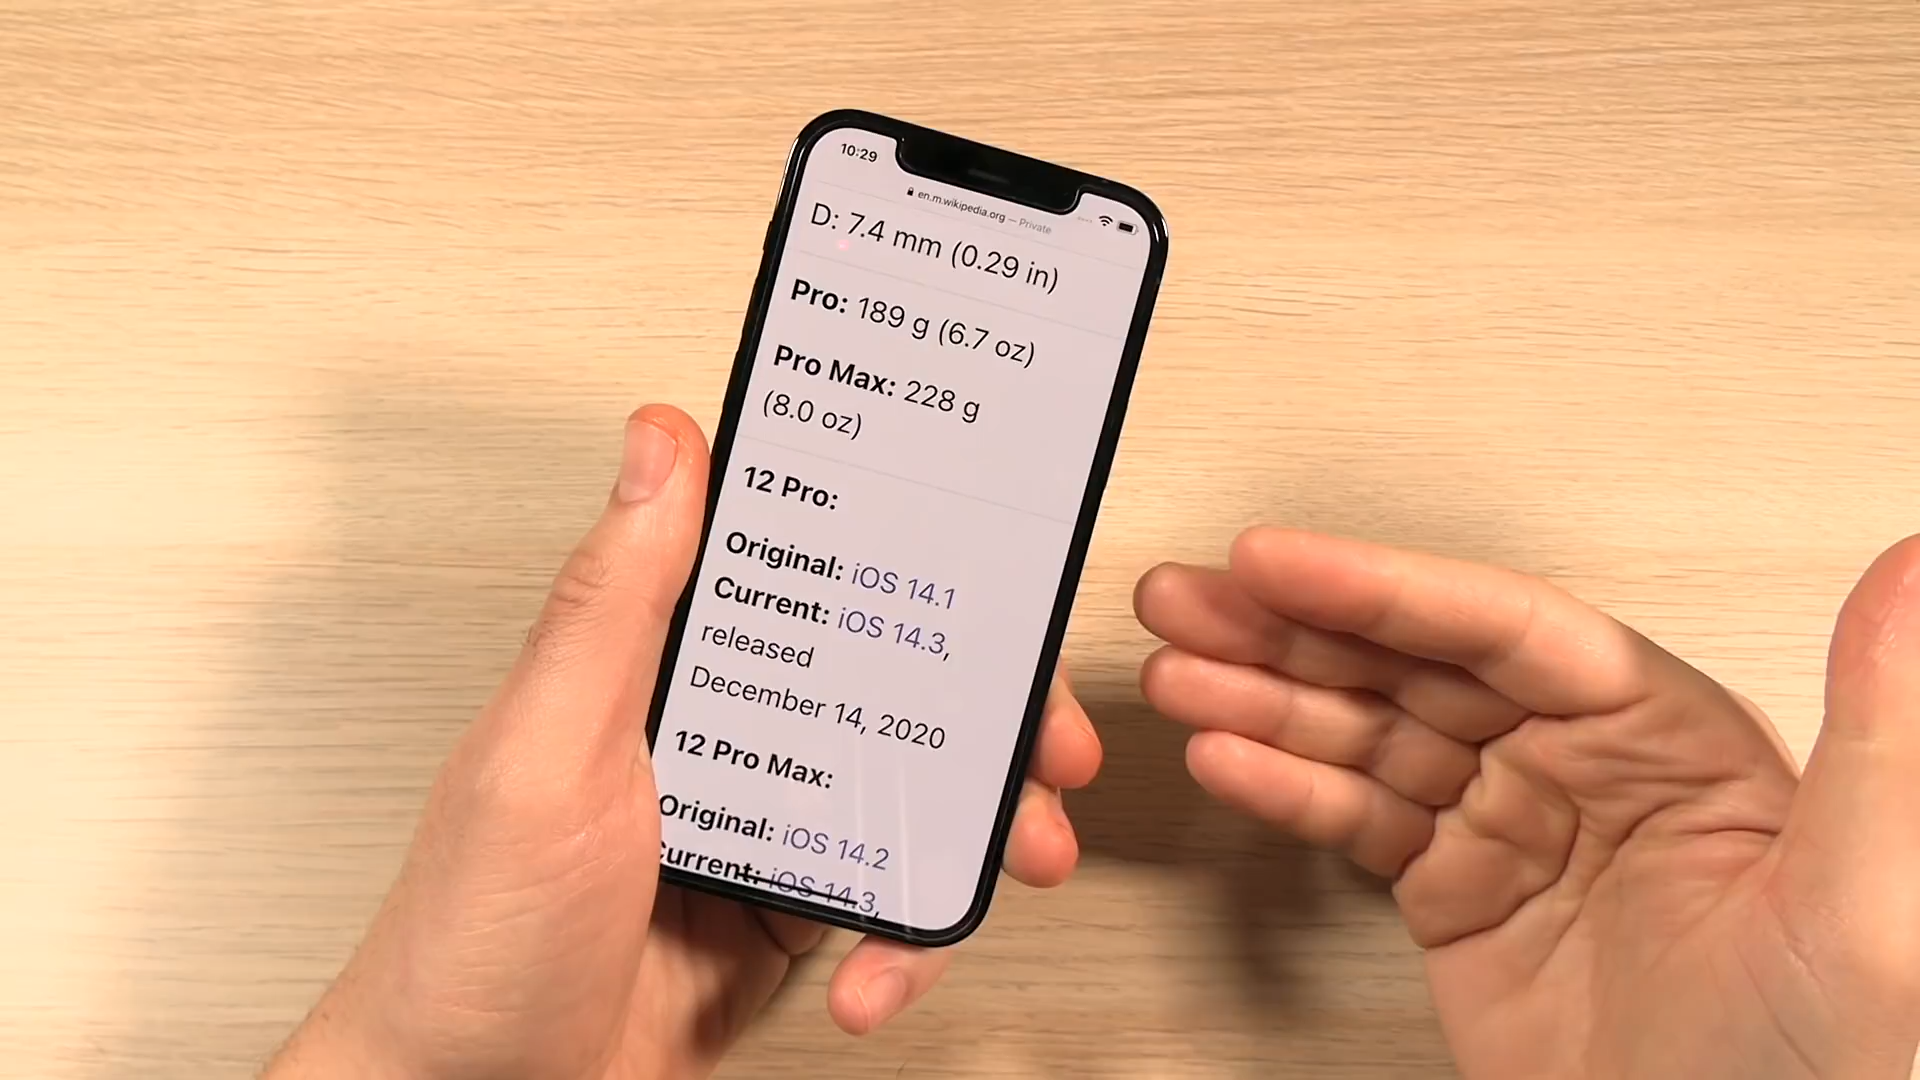 10:29
en.m.wikipedia.org — Private
D: 7.4 mm (0.29 in)
Pro: 189 g (6.7 oz)
Pro Max: 228 g
(8.0 oz)
12 Pro:
Original: iOS 14.1
Current: iOS 14.3,
released
December 14, 2020
12 Pro Max:
Original: iOS 14.2
Current: iOS 14.3,